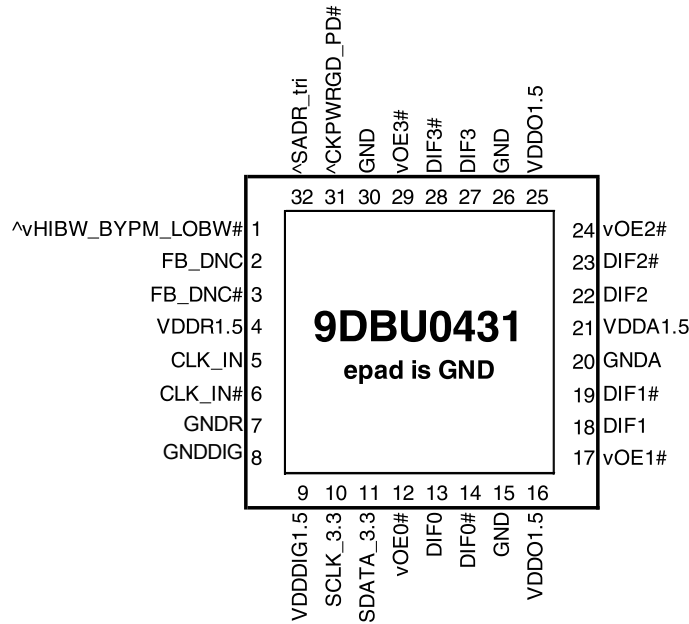 ^SADR_tri
^CKPWRGD_PD#
GND
vOE3#
DIF3#
DIF3
GND
VDDO1.5
32 31 30 29 28 27 26 25
^vHIBW_BYPM_LOBW# 1
FB_DNC 2
FB_DNC# 3
VDDR1.5 4
CLK_IN 5
CLK_IN# 6
GNDR 7
GNDDIG 8
9DBU0431
epad is GND
24 vOE2#
23 DIF2#
22 DIF2
21 VDDA1.5
20 GNDA
19 DIF1#
18 DIF1
17 vOE1#
9 10 11 12 13 14 15 16
VDDDIG1.5
SCLK_3.3
SDATA_3.3
vOE0#
DIF0
DIF0#
GND
VDDO1.5